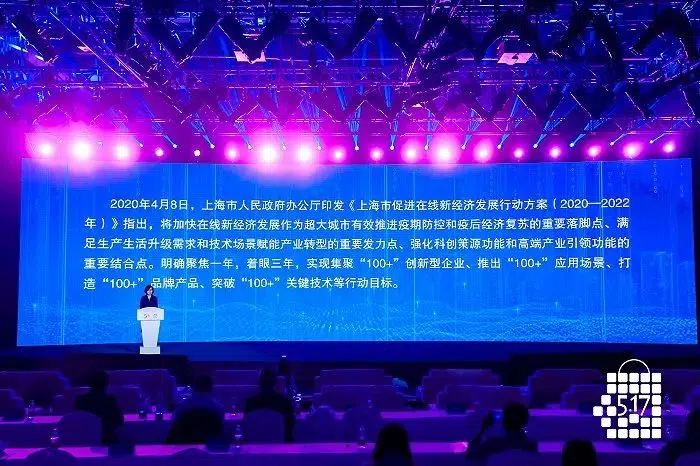 2020年4月8日，上海市人民政府办公厅印发《上海市促进在线新经济发展行动方案（2020—2022
年）》指出，将加快在线新经济发展作为超大城市有效推进疫期防控和疫后经济复苏的重要落脚点、满
足生产生活升级需求和技术场景赋能产业转型的重要发力点、强化科创策源功能和高端产业引领功能的
重要结合点。明确聚焦一年，着眼三年，实现集聚“100+”创新型企业、推出“100+”应用场景、打
造“100+”品牌产品、突破“100+”关键技术等行动目标。
5.17